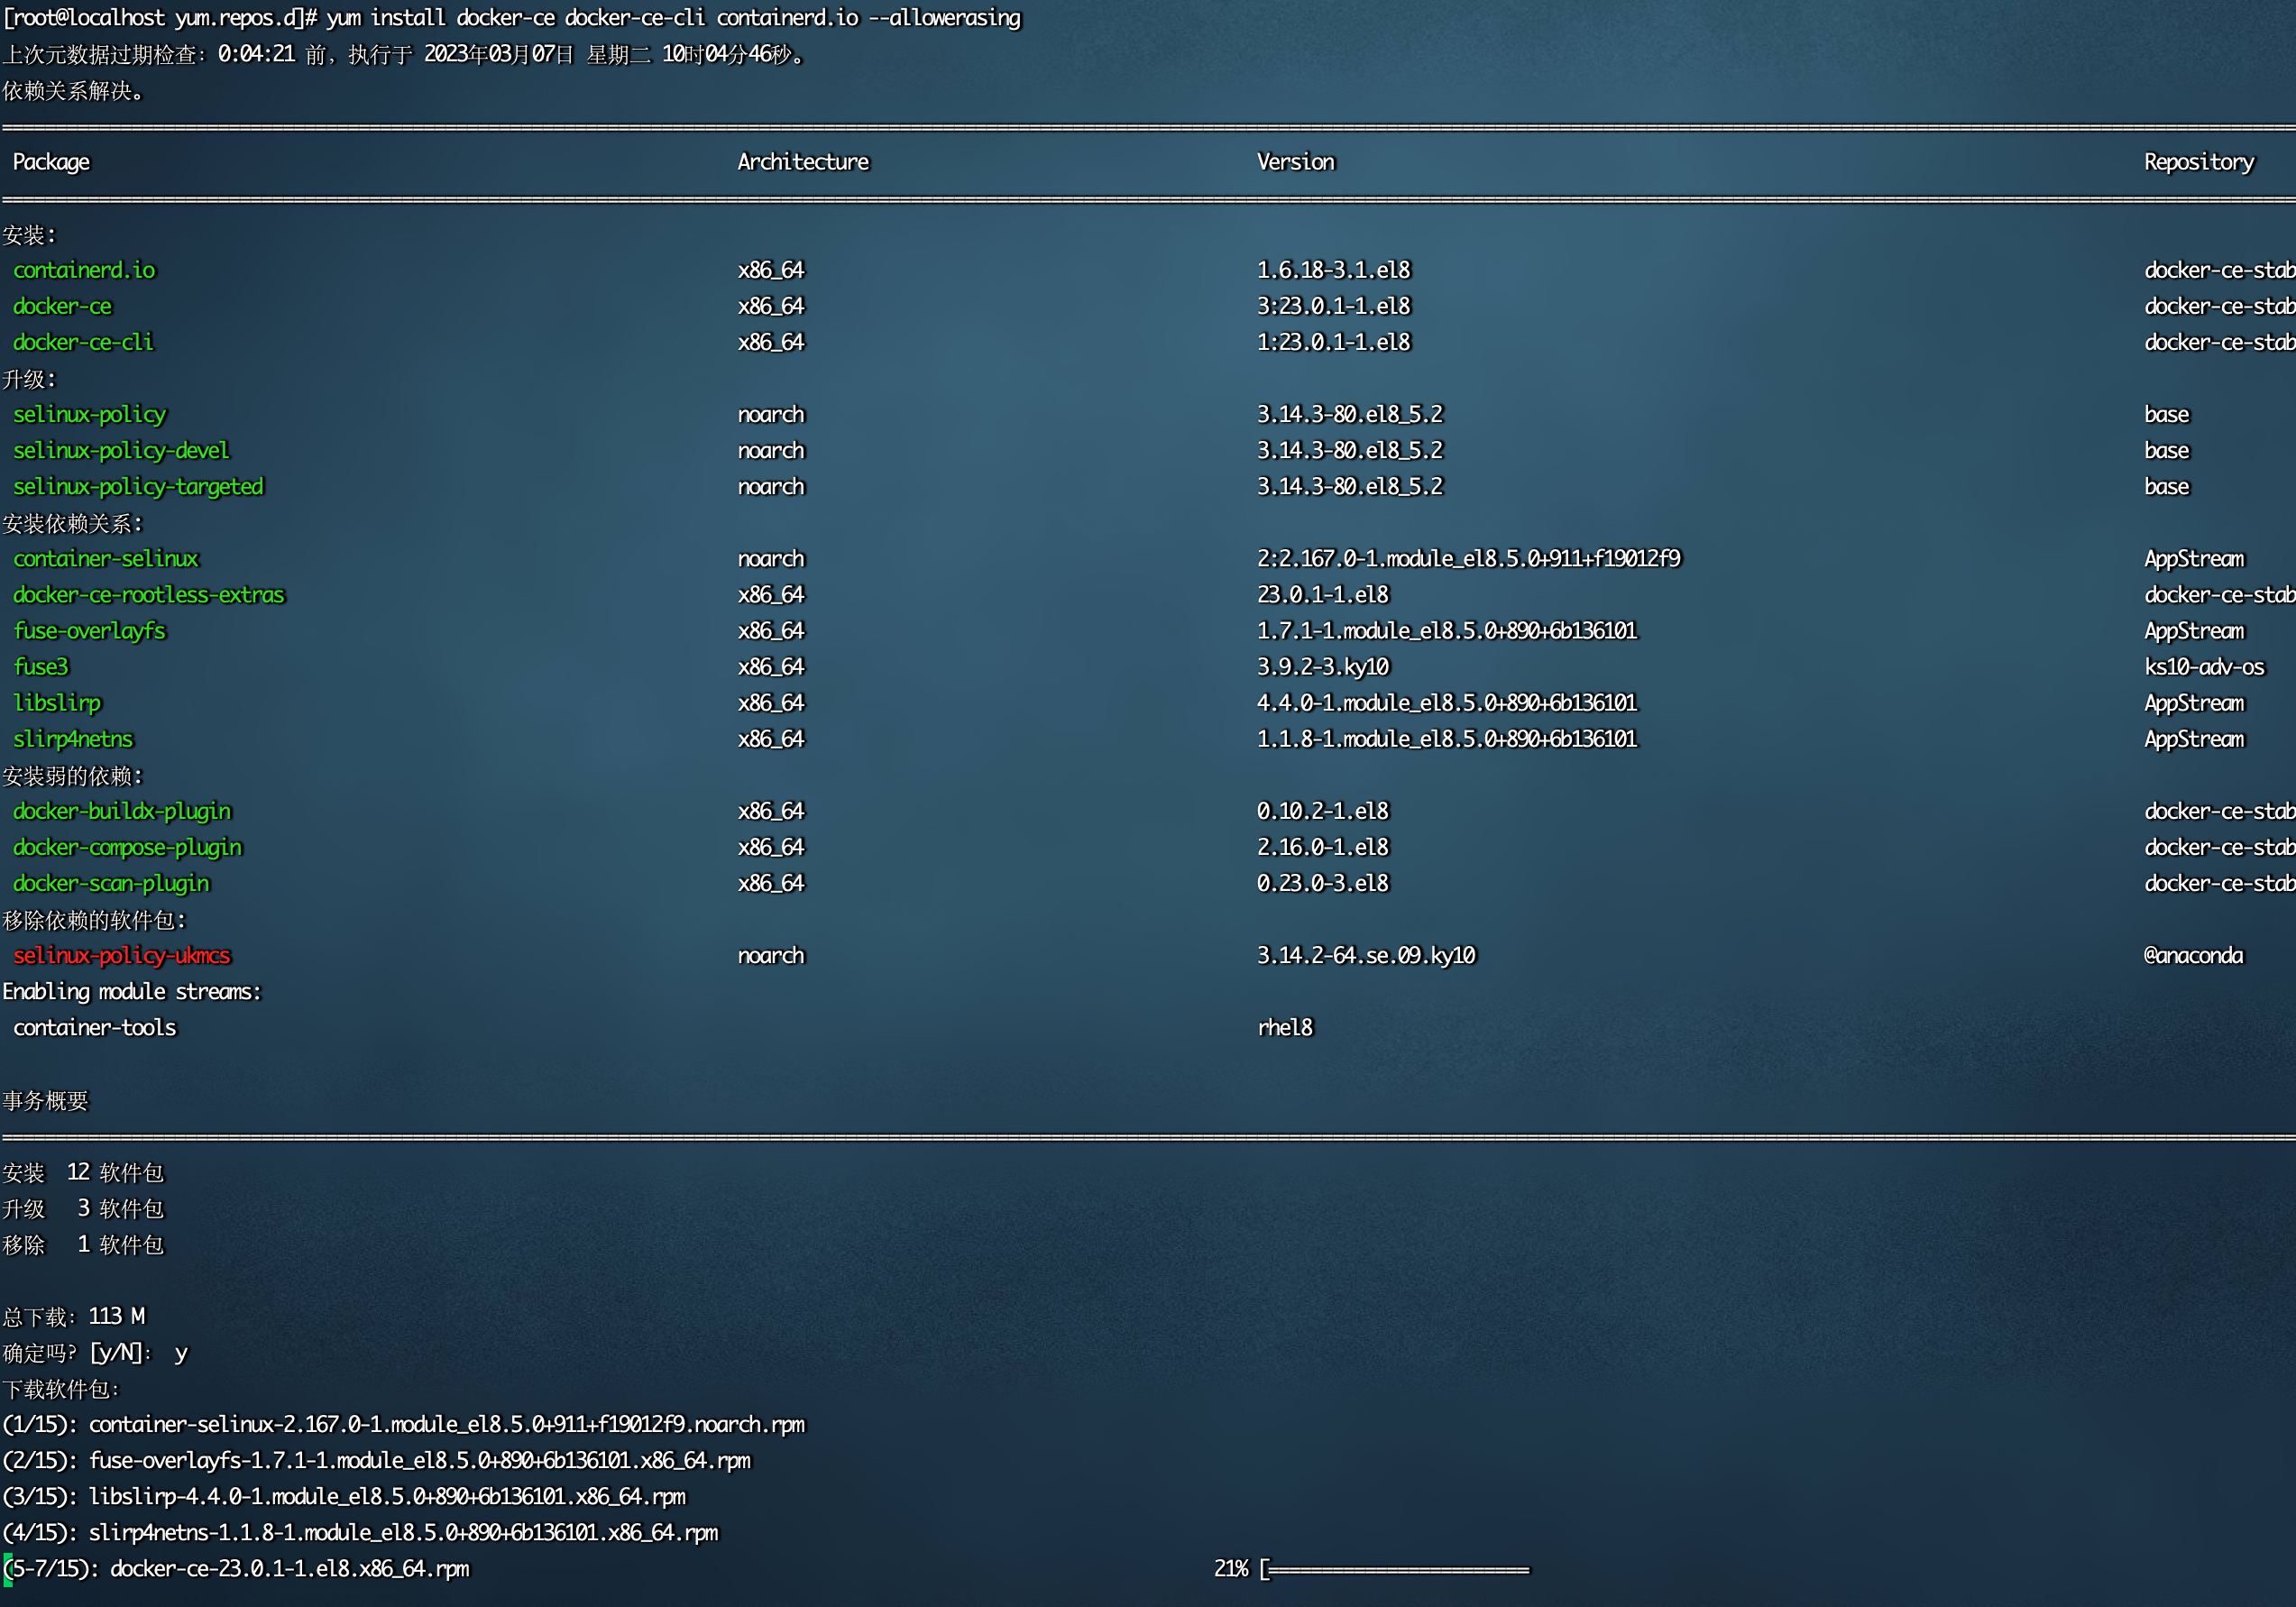 [root@localhost yum.repos.d]# yum install docker-ce docker-ce-cli containerd.io --allowerasing
上次元数据过期检查：0:04:21 前，执行于 2023年03月07日 星期二 10时04分46秒。
依赖关系解决。
Package Architecture Version Repository
安装:
containerd.io x86_64 1.6.18-3.1.el8 docker-ce-stab
docker-ce x86_64 3:23.0.1-1.el8 docker-ce-stab
docker-ce-cli x86_64 1:23.0.1-1.el8 docker-ce-stab
升级:
selinux-policy noarch 3.14.3-80.el8_5.2 base
selinux-policy-devel noarch 3.14.3-80.el8_5.2 base
selinux-policy-targeted noarch 3.14.3-80.el8_5.2 base
安装依赖关系:
container-selinux noarch 2:2.167.0-1.module_el8.5.0+911+f19012f9 AppStream
docker-ce-rootless-extras x86_64 23.0.1-1.el8 docker-ce-stab
fuse-overlayfs x86_64 1.7.1-1.module_el8.5.0+890+6b136101 AppStream
fuse3 x86_64 3.9.2-3.ky10 ks10-adv-os
libslirp x86_64 4.4.0-1.module_el8.5.0+890+6b136101 AppStream
slirp4netns x86_64 1.1.8-1.module_el8.5.0+890+6b136101 AppStream
安装弱的依赖:
docker-buildx-plugin x86_64 0.10.2-1.el8 docker-ce-stab
docker-compose-plugin x86_64 2.16.0-1.el8 docker-ce-stab
docker-scan-plugin x86_64 0.23.0-3.el8 docker-ce-stab
移除依赖的软件包:
selinux-policy-ukmcs noarch 3.14.2-64.se.09.ky10 @anaconda
Enabling module streams:
container-tools rhel8
事务概要
安装 12 软件包
升级 3 软件包
移除 1 软件包
总下载：113 M
确定吗？[y/N]： y
下载软件包：
(1/15): container-selinux-2.167.0-1.module_el8.5.0+911+f19012f9.noarch.rpm
(2/15): fuse-overlayfs-1.7.1-1.module_el8.5.0+890+6b136101.x86_64.rpm
(3/15): libslirp-4.4.0-1.module_el8.5.0+890+6b136101.x86_64.rpm
(4/15): slirp4netns-1.1.8-1.module_el8.5.0+890+6b136101.x86_64.rpm
(5-7/15): docker-ce-23.0.1-1.el8.x86_64.rpm 21% [========================